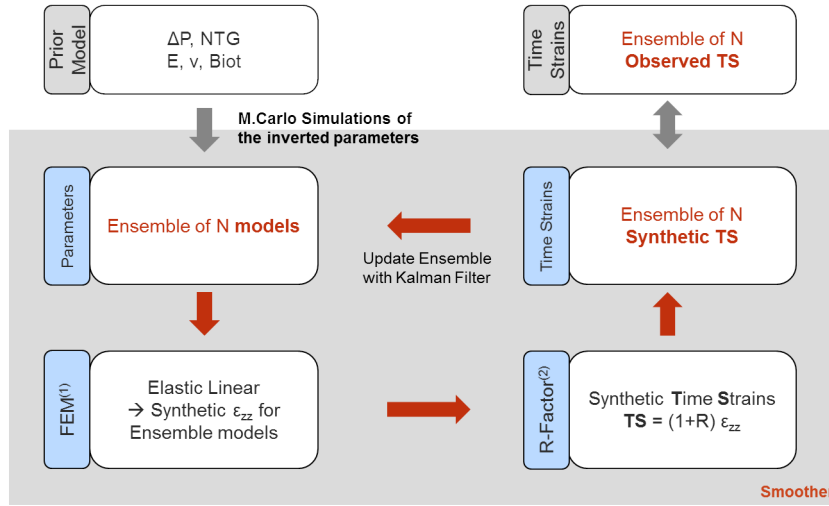 Prior
Model
ΔP, NTG
E, ν, Biot
Time
Strains
Ensemble of N
Observed TS
M.Carlo Simulations of
the inverted parameters
Parameters
Ensemble of N models
Update Ensemble
with Kalman Filter
Time Strains
Ensemble of N
Synthetic TS
FEM(1)
Elastic Linear
→ Synthetic εzz for
Ensemble models
R-Factor(2)
Synthetic Time Strains
TS = (1+R) εzz
Smoother